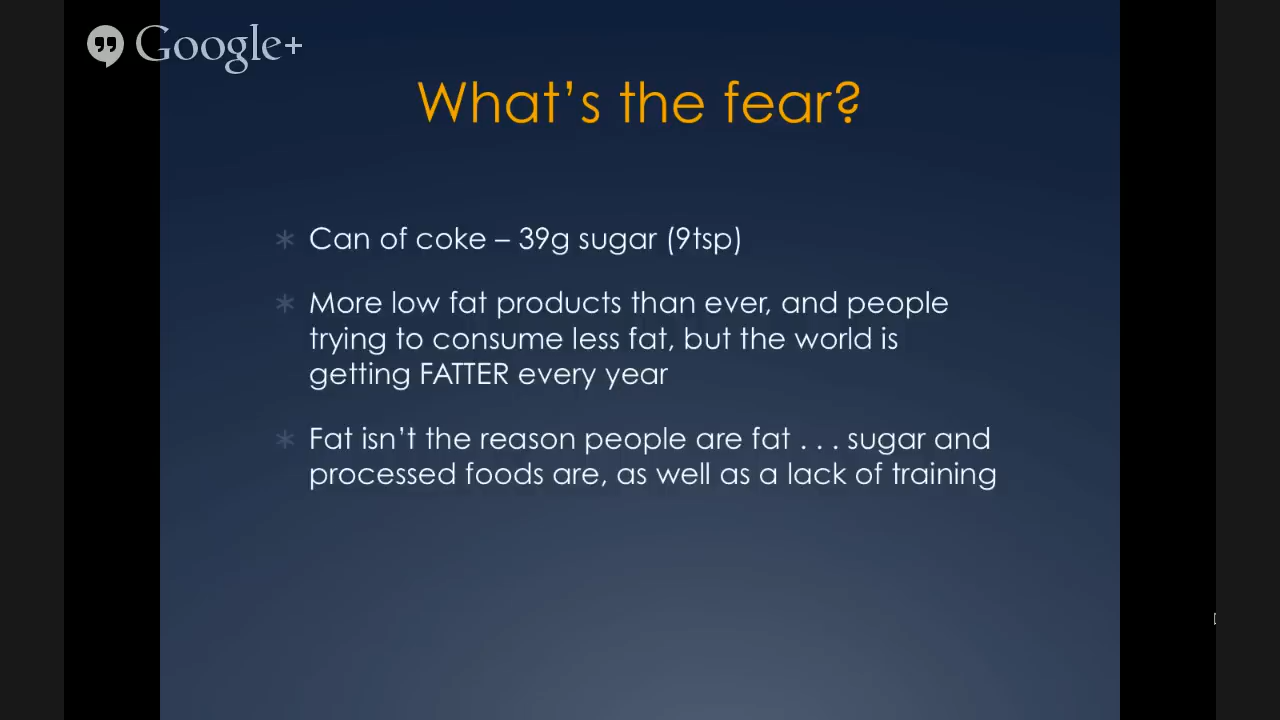 Google+
What's the fear?
Can of coke – 39g sugar (9tsp)
More low fat products than ever, and people
trying to consume less fat, but the world is
getting FATTER every year
Fat isn't the reason people are fat . . . sugar and
processed foods are, as well as a lack of training